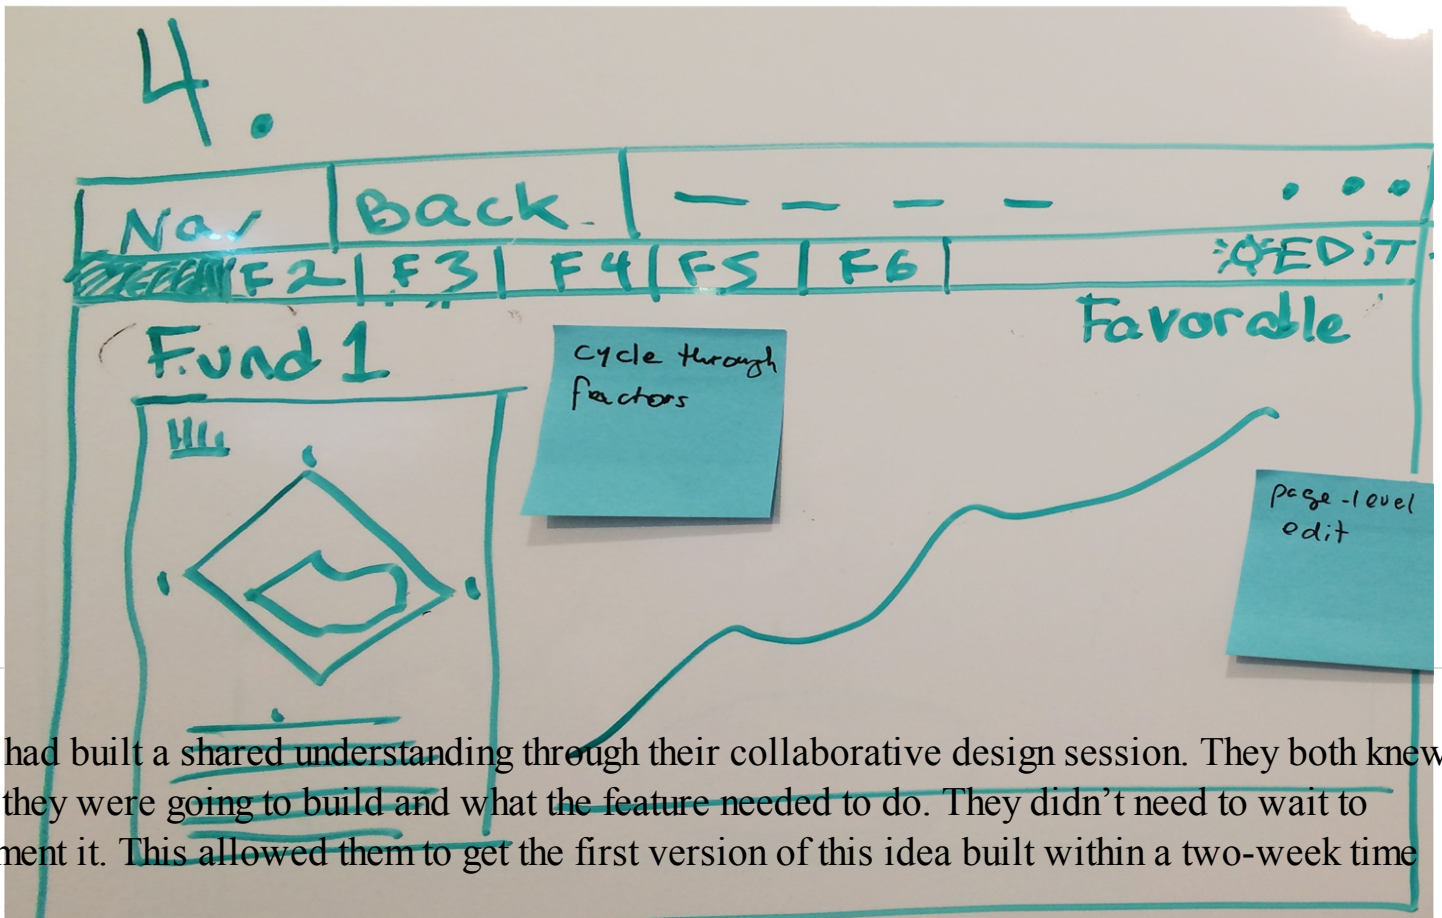 4.
Nav Back
F2 F3 F4 F5 F6 EDiT
Favorable
Fund 1
cycle through
factors
page-level
edit
had built a shared understanding through their collaborative design session. They both knew
they were going to build and what the feature needed to do. They didn’t need to wait to
ment it. This allowed them to get the first version of this idea built within a two-week time